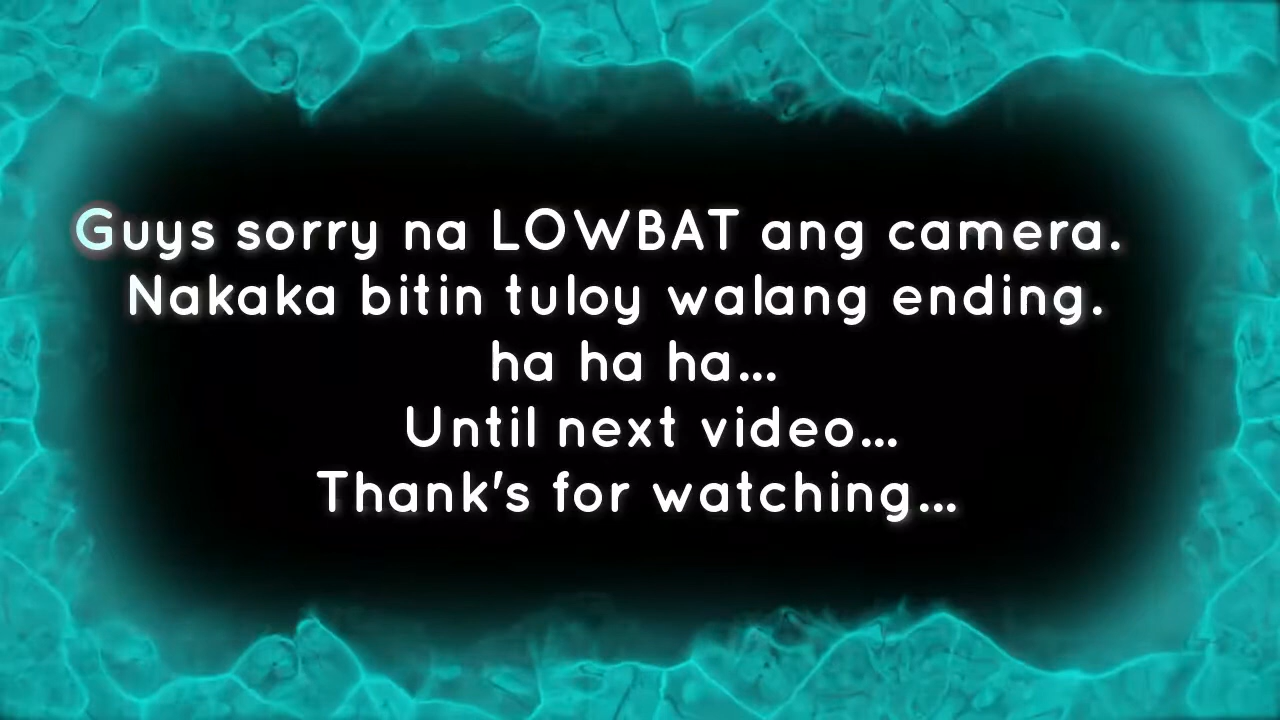 Guys sorry na LOWBAT ang camera.
Nakaka bitin tuloy walang ending.
ha ha ha...
Until next video...
Thank's for watching...